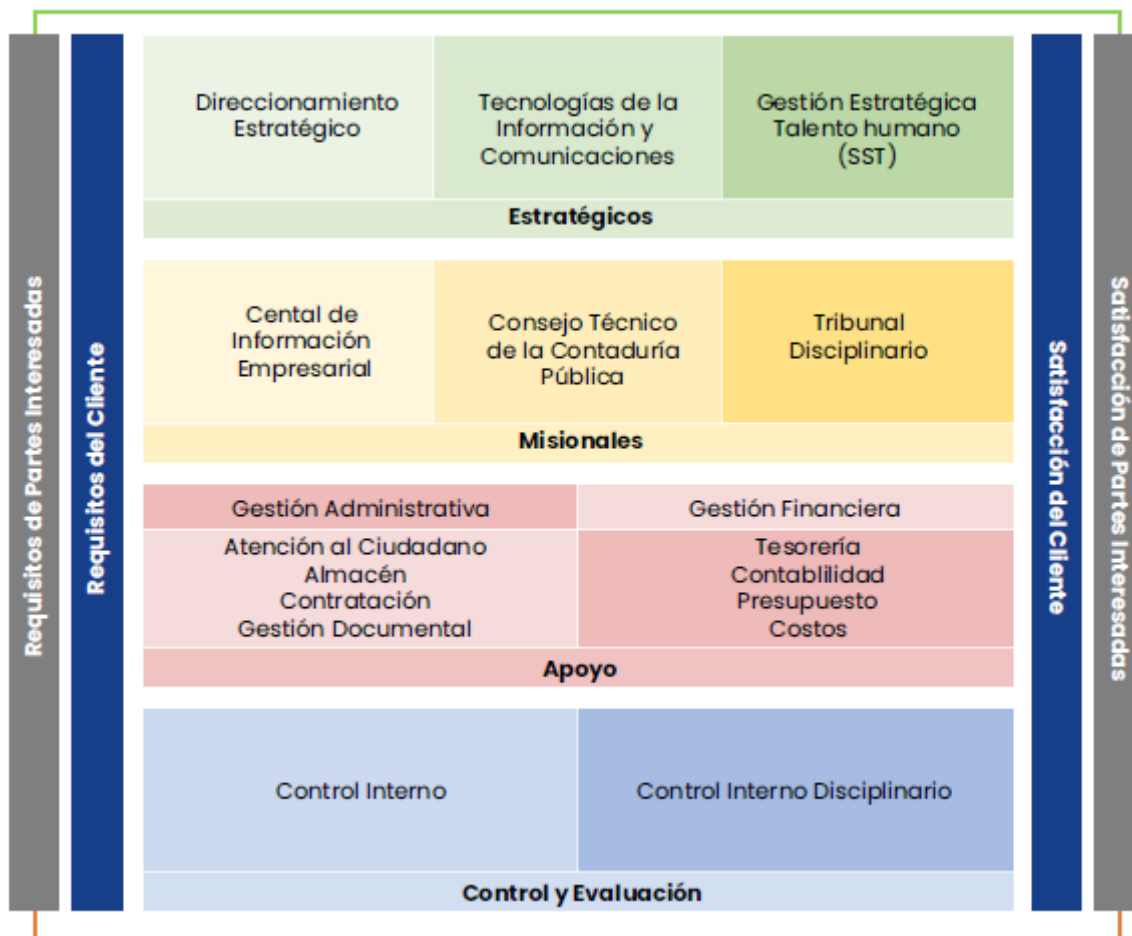 Requisitos de Partes Interesadas
Requisitos del Cliente
Direccionamiento
Estratégico
Tecnologías de la
Información y
Comunicaciones
Gestión Estratégica
Talento humano
(SST)
Estratégicos
Cental de
Información
Empresarial
Consejo Técnico
de la Contaduría
Pública
Tribunal
Disciplinario
Misionales
Gestión Administrativa
Gestión Financiera
Atención al Ciudadano
Almacén
Contratación
Gestión Documental
Tesorería
Contablilidad
Presupuesto
Costos
Apoyo
Control Interno
Control Interno Disciplinario
Control y Evaluación
Satisfacción del Cliente
Satisfacción de Partes Interesadas